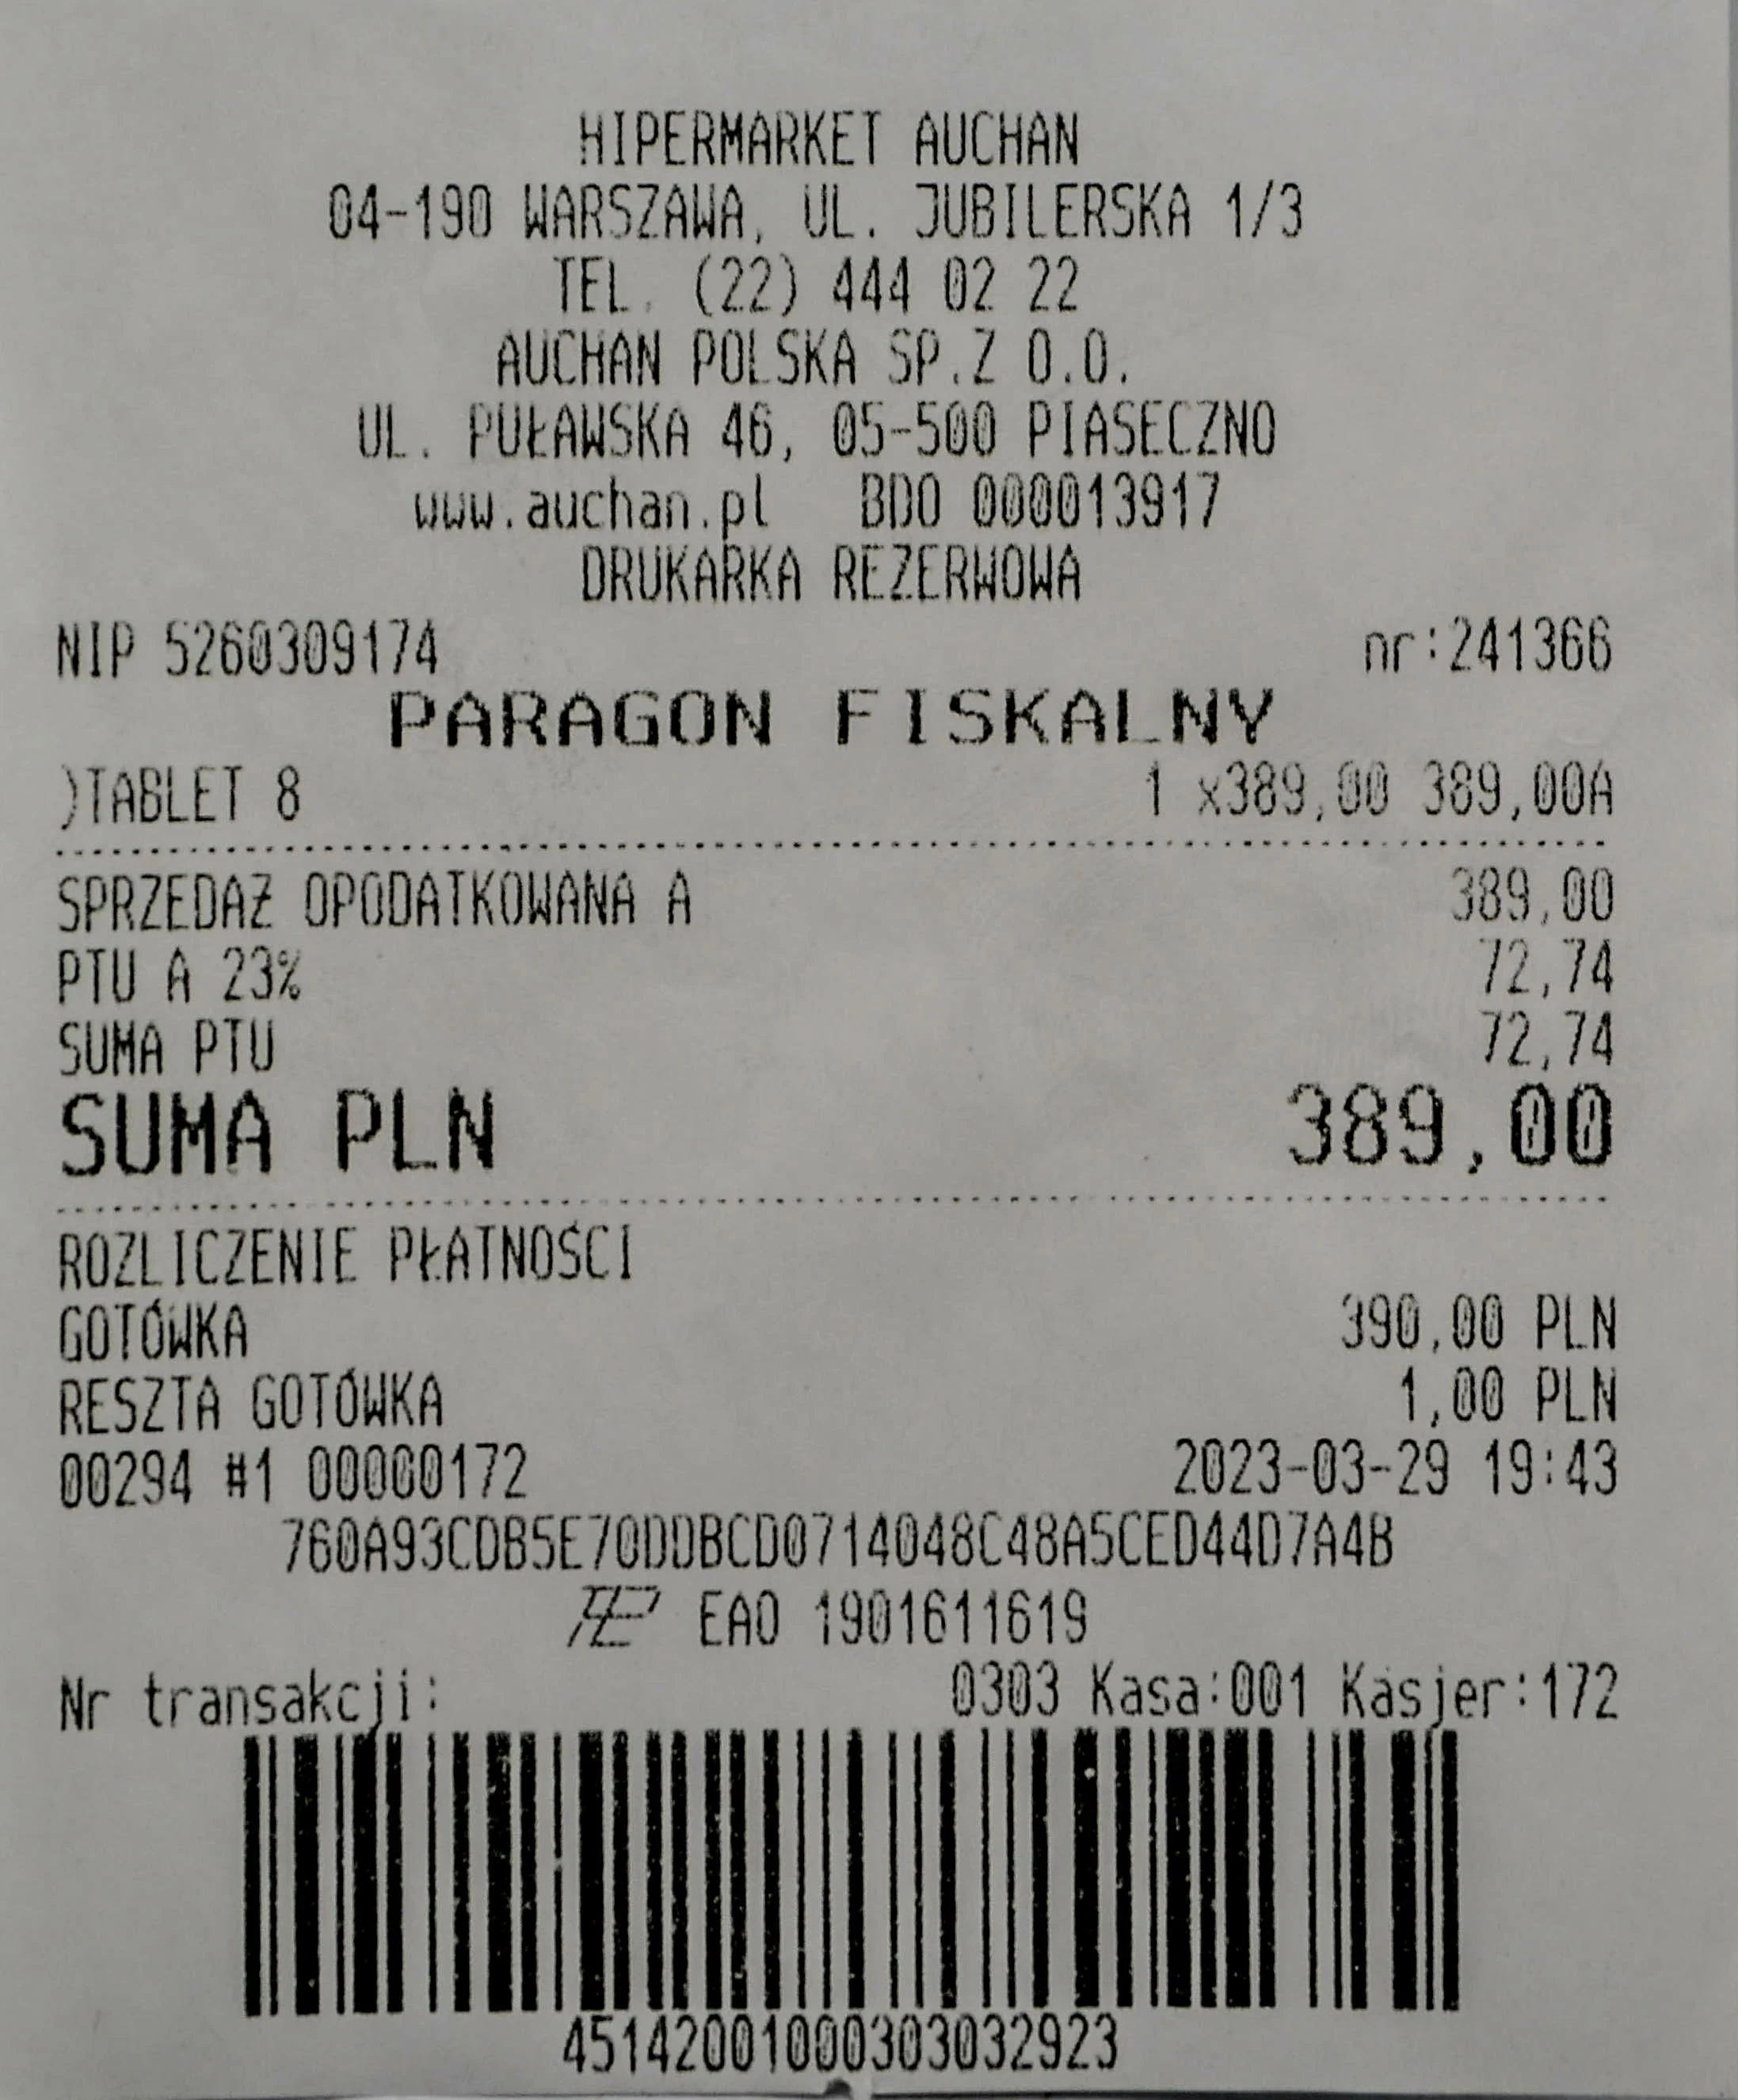 HIPERMARKET AUCHAN
04-190 WARSZAWA, UL. JUBILERSKA 1/3
TEL. (22) 444 02 22
AUCHAN POLSKA SP.Z O.O.
UL. PUŁAWSKA 46, 05-500 PIASECZNO
www.auchan.pl BDO 000013917
DRUKARKA REZERWOWA
NIP 5260309174 nr:241366
PARAGON FISKALNY
)TABLET 8 1 x389,00 389,00A
SPRZEDAŻ OPODATKOWANA A 389,00
PTU A 23% 72,74
SUMA PTU 72,74
SUMA PLN 389,00
ROZLICZENIE PŁATNOŚCI
GOTÓWKA 390,00 PLN
RESZTA GOTÓWKA 1,00 PLN
00294 #1 00000172 2023-03-29 19:43
760A93CDB5E70DDBCD0714048C48A5CED44D7A4B
EAO 1901611619
Nr transakcji: 0303 Kasa:001 Kasjer:172
45142001000303032923